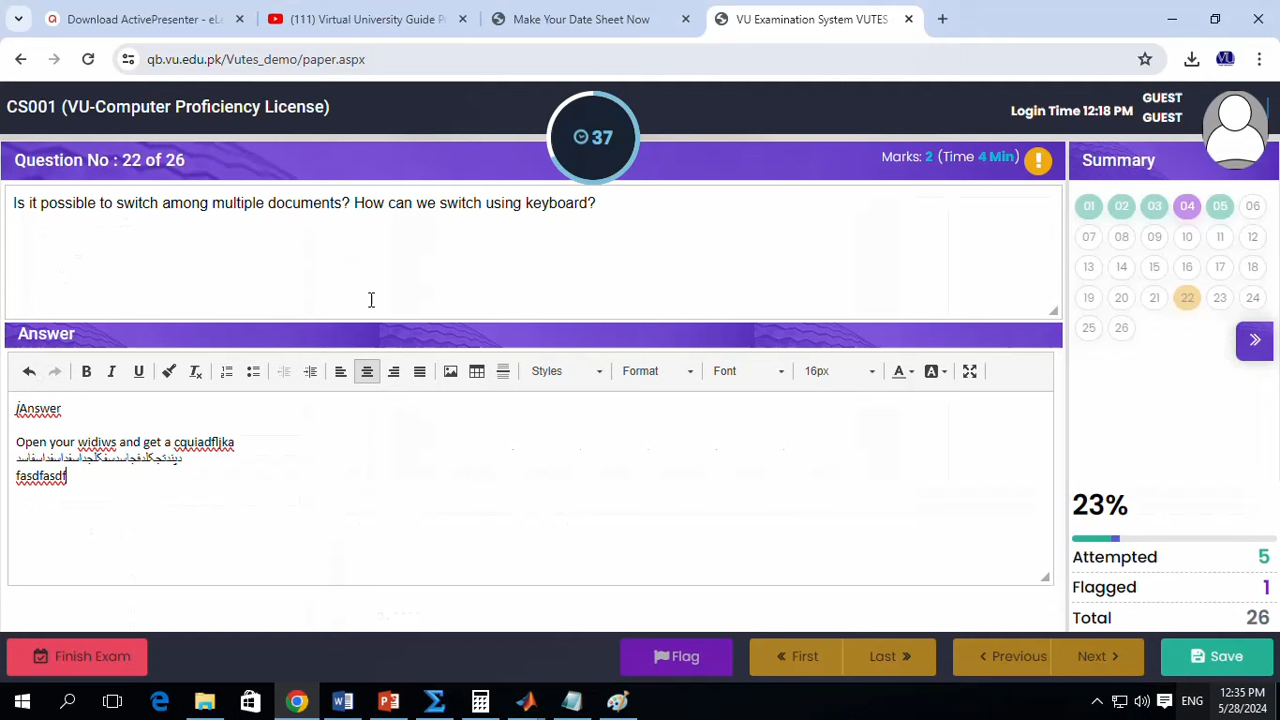 Download ActivePresenter - eLe
(111) Virtual University Guide P
Make Your Date Sheet Now
VU Examination System VUTES
qb.vu.edu.pk/Vutes_demo/paper.aspx
CS001 (VU-Computer Proficiency License)
37
Login Time 12:18 PM
GUEST
GUEST
Question No : 22 of 26
Marks: 2 (Time 4 Min)
Summary
Is it possible to switch among multiple documents? How can we switch using keyboard?
01 02 03 04 05 06
07 08 09 10 11 12
13 14 15 16 17 18
19 20 21 22 23 24
25 26
Answer
Styles
Format
Font
16px
jAnswer
Open your widiws and get a cquiadfljka
fasdfasdf
23%
Attempted 5
Flagged 1
Total 26
Finish Exam
Flag
First
Last
Previous
Next
Save
ENG
12:35 PM
5/28/2024